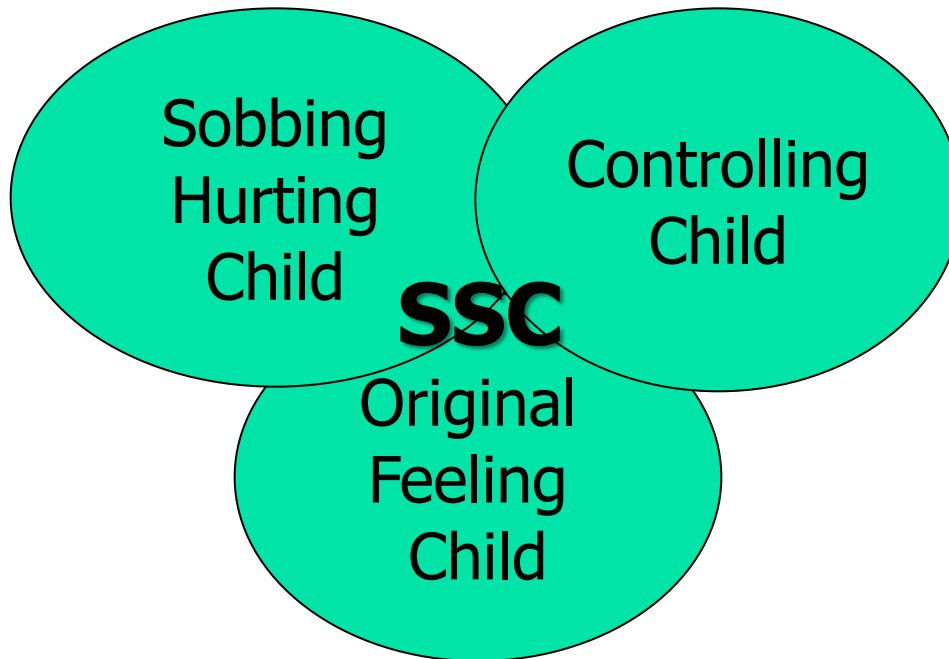 Sobbing
Hurting
Child
Controlling
Child
SSC
Original
Feeling
Child